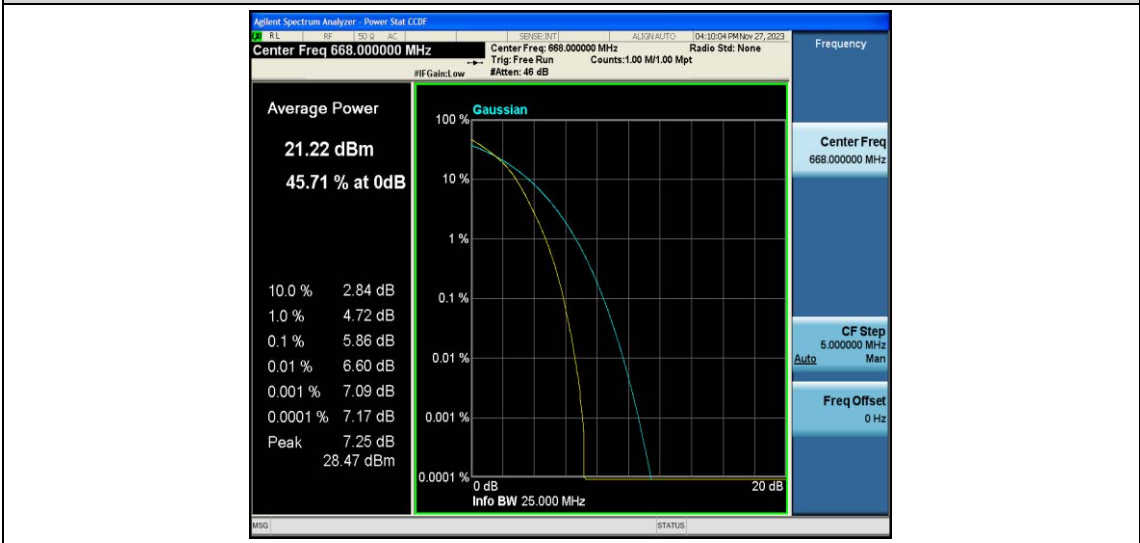 Agilent Spectrum Analyzer - Power Stat CCDF
RL RF 50 Ω AC SENSE:INT ALIGN AUTO 04:10:04 PM Nov 27, 2023
Center Freq 668.000000 MHz
Center Freq: 668.000000 MHz Radio Std: None
Trig: Free Run Counts:1.00 M/1.00 Mpt
#IFGain:Low #Atten: 46 dB
Frequency
Average Power
21.22 dBm
45.71 % at 0dB
10.0 % 2.84 dB
1.0 % 4.72 dB
0.1 % 5.86 dB
0.01 % 6.60 dB
0.001 % 7.09 dB
0.0001 % 7.17 dB
Peak 7.25 dB
28.47 dBm
Gaussian
100 %
10 %
1 %
0.1 %
0.01 %
0.001 %
0.0001 %
0 dB 20 dB
Info BW 25.000 MHz
Center Freq
668.000000 MHz
CF Step
5.000000 MHz
Auto Man
Freq Offset
0 Hz
MSG STATUS